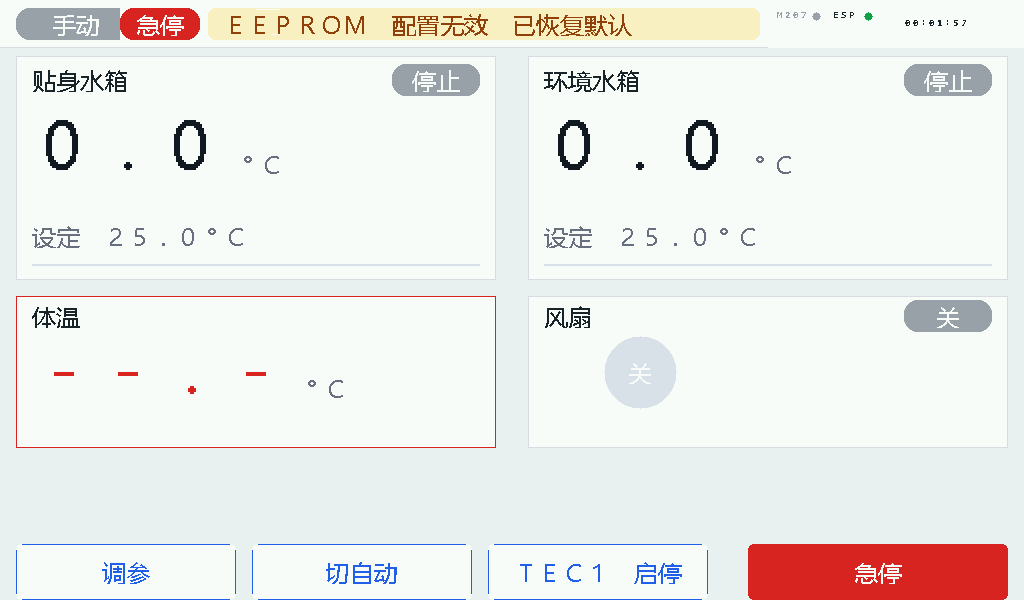 手动 急停 EEPROM 配置无效 已恢复默认 M207 ESP 00:01:57
贴身水箱 停止
0.0 °C
设定 25.0°C
环境水箱 停止
0.0 °C
设定 25.0°C
体温
--.- °C
风扇 关
关
调参 切自动 TEC1 启停 急停